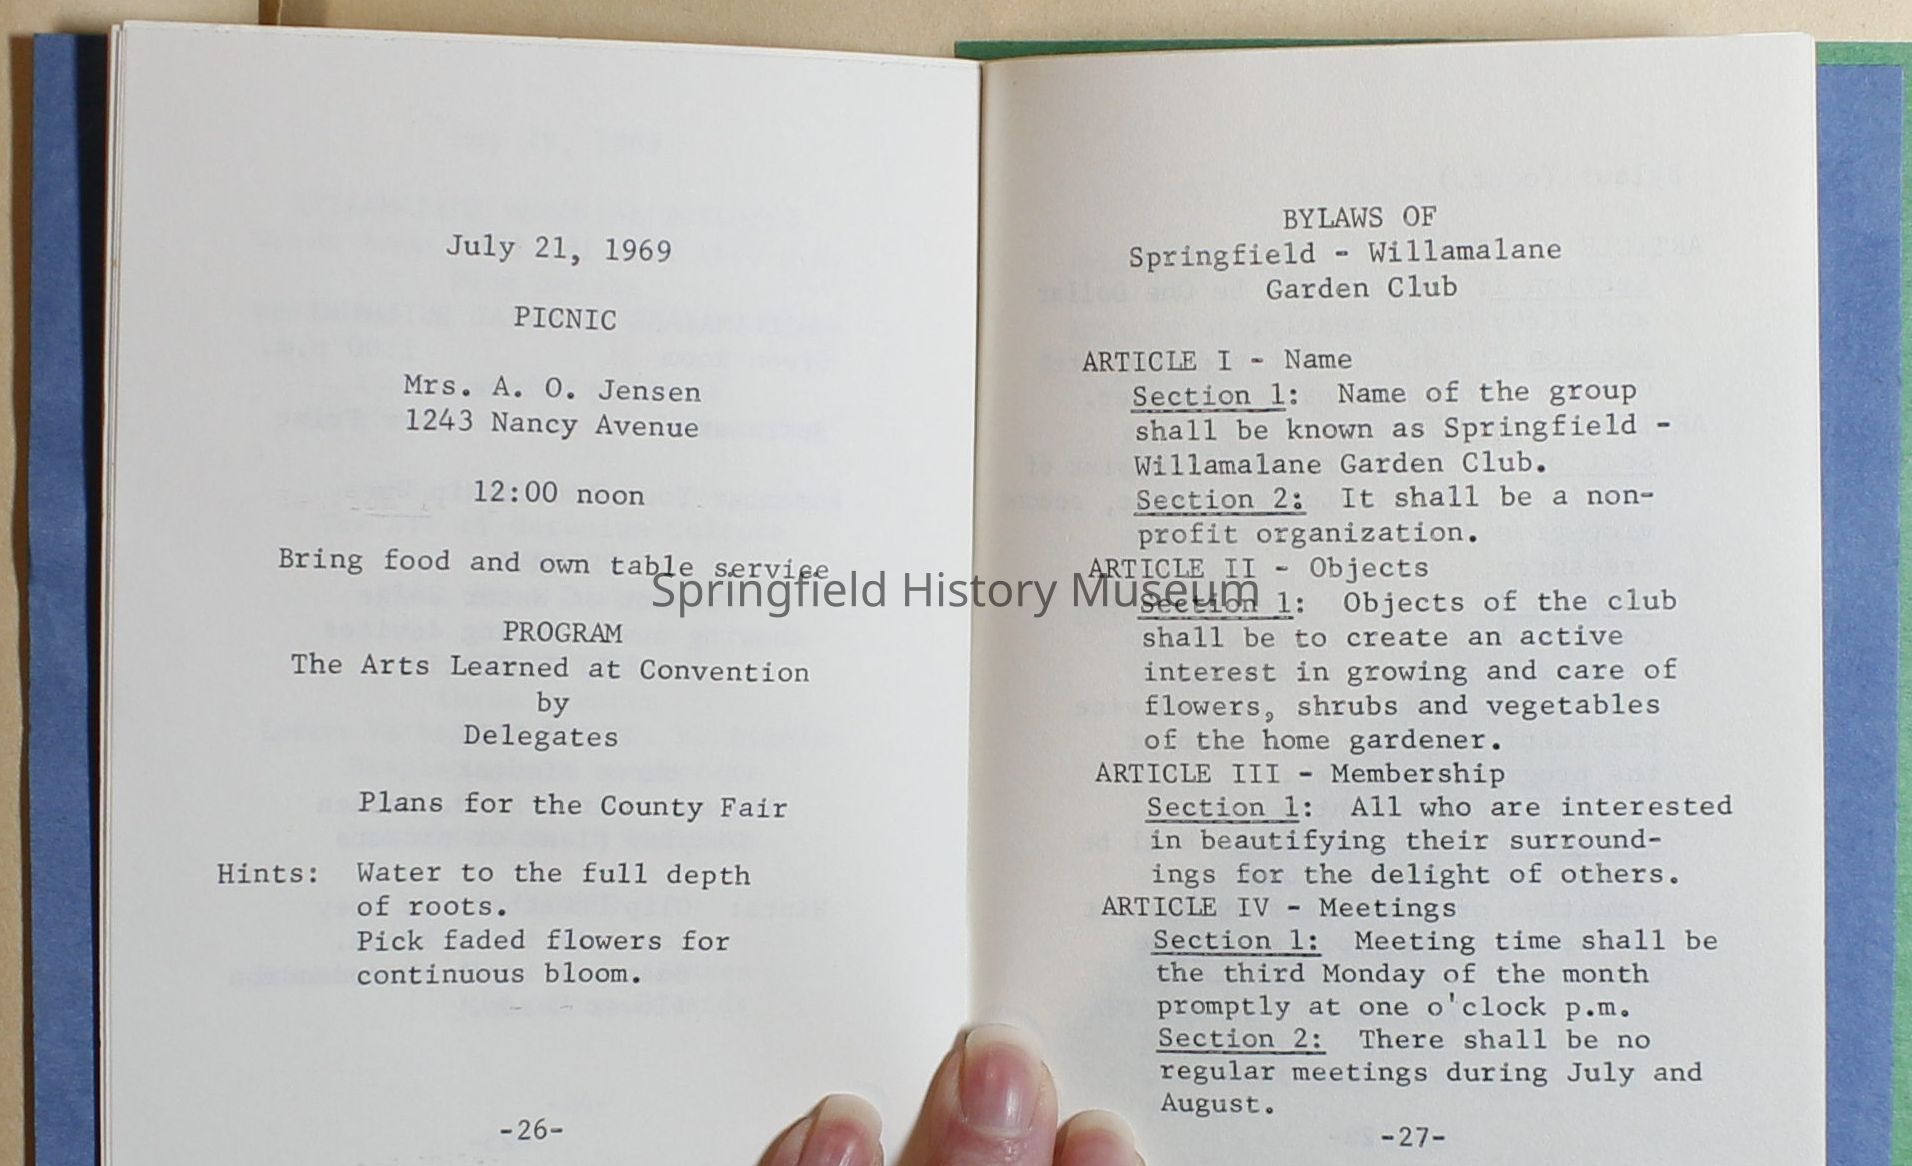 July 21, 1969
PICNIC
Mrs. A. O. Jensen
1243 Nancy Avenue
12:00 noon
Bring food and own table service
PROGRAM
The Arts Learned at Convention
by
Delegates
Plans for the County Fair
Hints: Water to the full depth
of roots.
Pick faded flowers for
continuous bloom.
-26-
BYLAWS OF
Springfield - Willamalane
Garden Club
ARTICLE I - Name
Section 1: Name of the group
shall be known as Springfield -
Willamalane Garden Club.
Section 2: It shall be a non-
profit organization.
ARTICLE II - Objects
Section 1: Objects of the club
shall be to create an active
interest in growing and care of
flowers, shrubs and vegetables
of the home gardener.
ARTICLE III - Membership
Section 1: All who are interested
in beautifying their surround-
ings for the delight of others.
ARTICLE IV - Meetings
Section 1: Meeting time shall be
the third Monday of the month
promptly at one o'clock p.m.
Section 2: There shall be no
regular meetings during July and
August.
-27-
Springfield History Museum